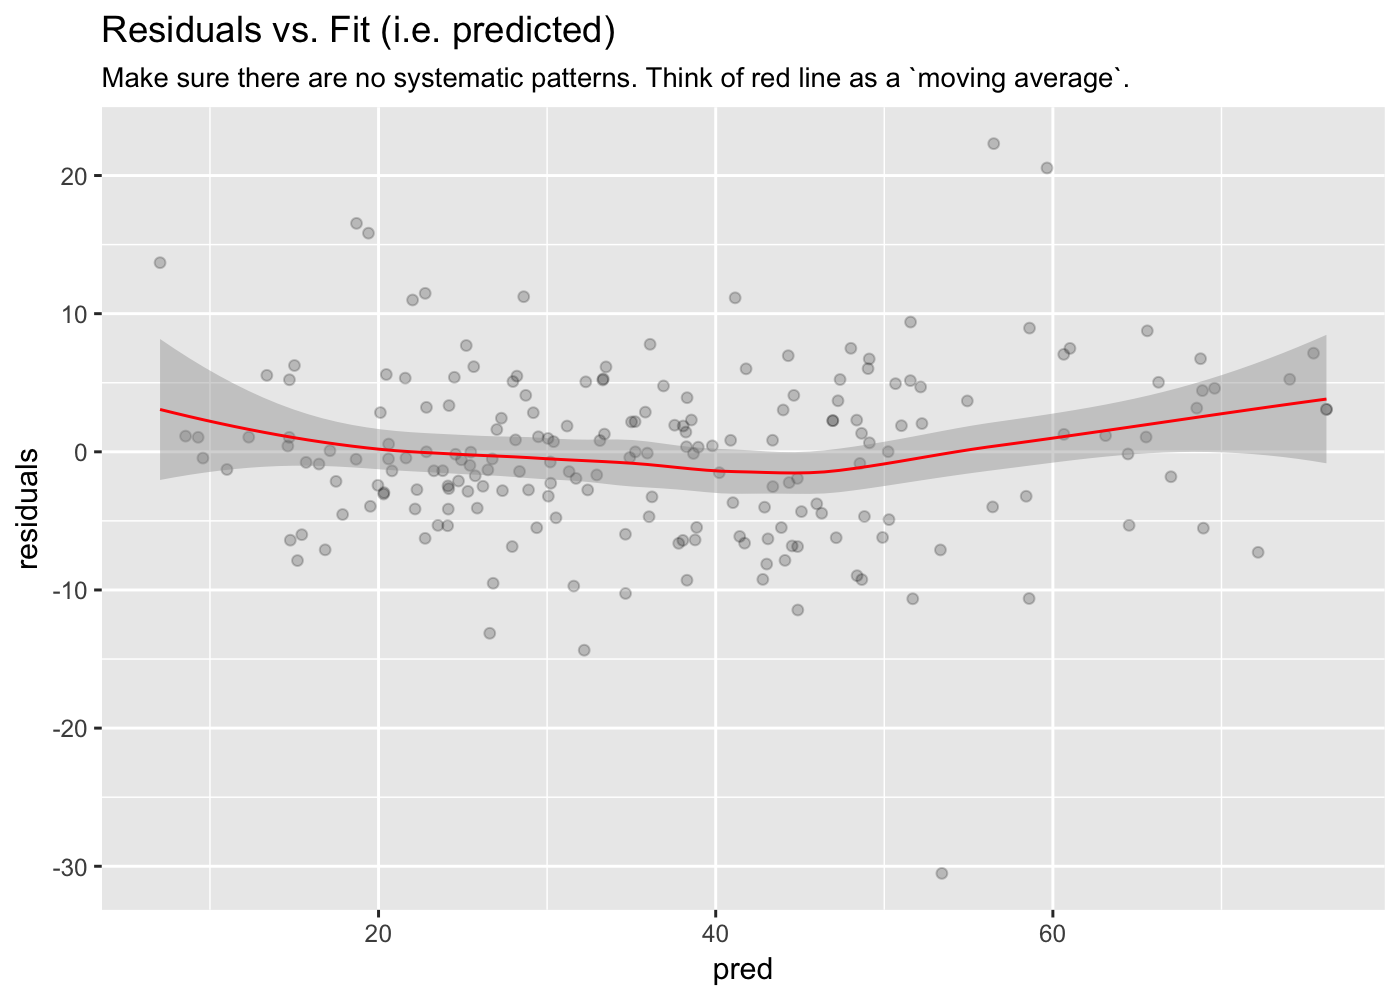 Residuals vs. Fit (i.e. predicted)
Make sure there are no systematic patterns. Think of red line as a `moving average`.
20
10
0
-10
-20
-30
residuals
20
40
60
pred